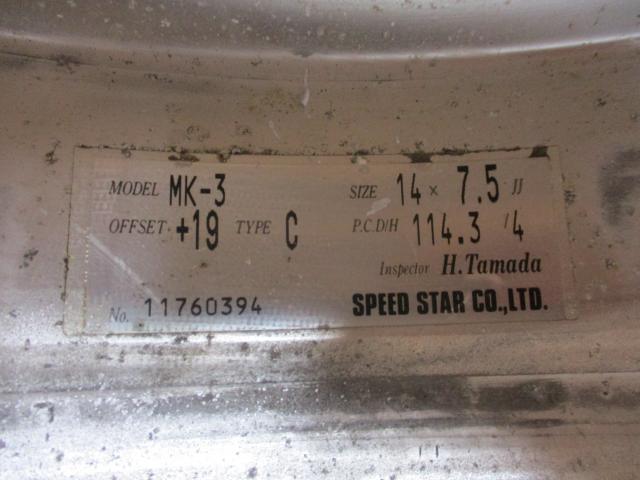 MODEL MK-3 SIZE 14 × 7.5 JJ
OFFSET +19 TYPE C P.C.D/H 114.3 /4
Inspector H.Tamada
No. 11760394 SPEED STAR CO.,LTD.